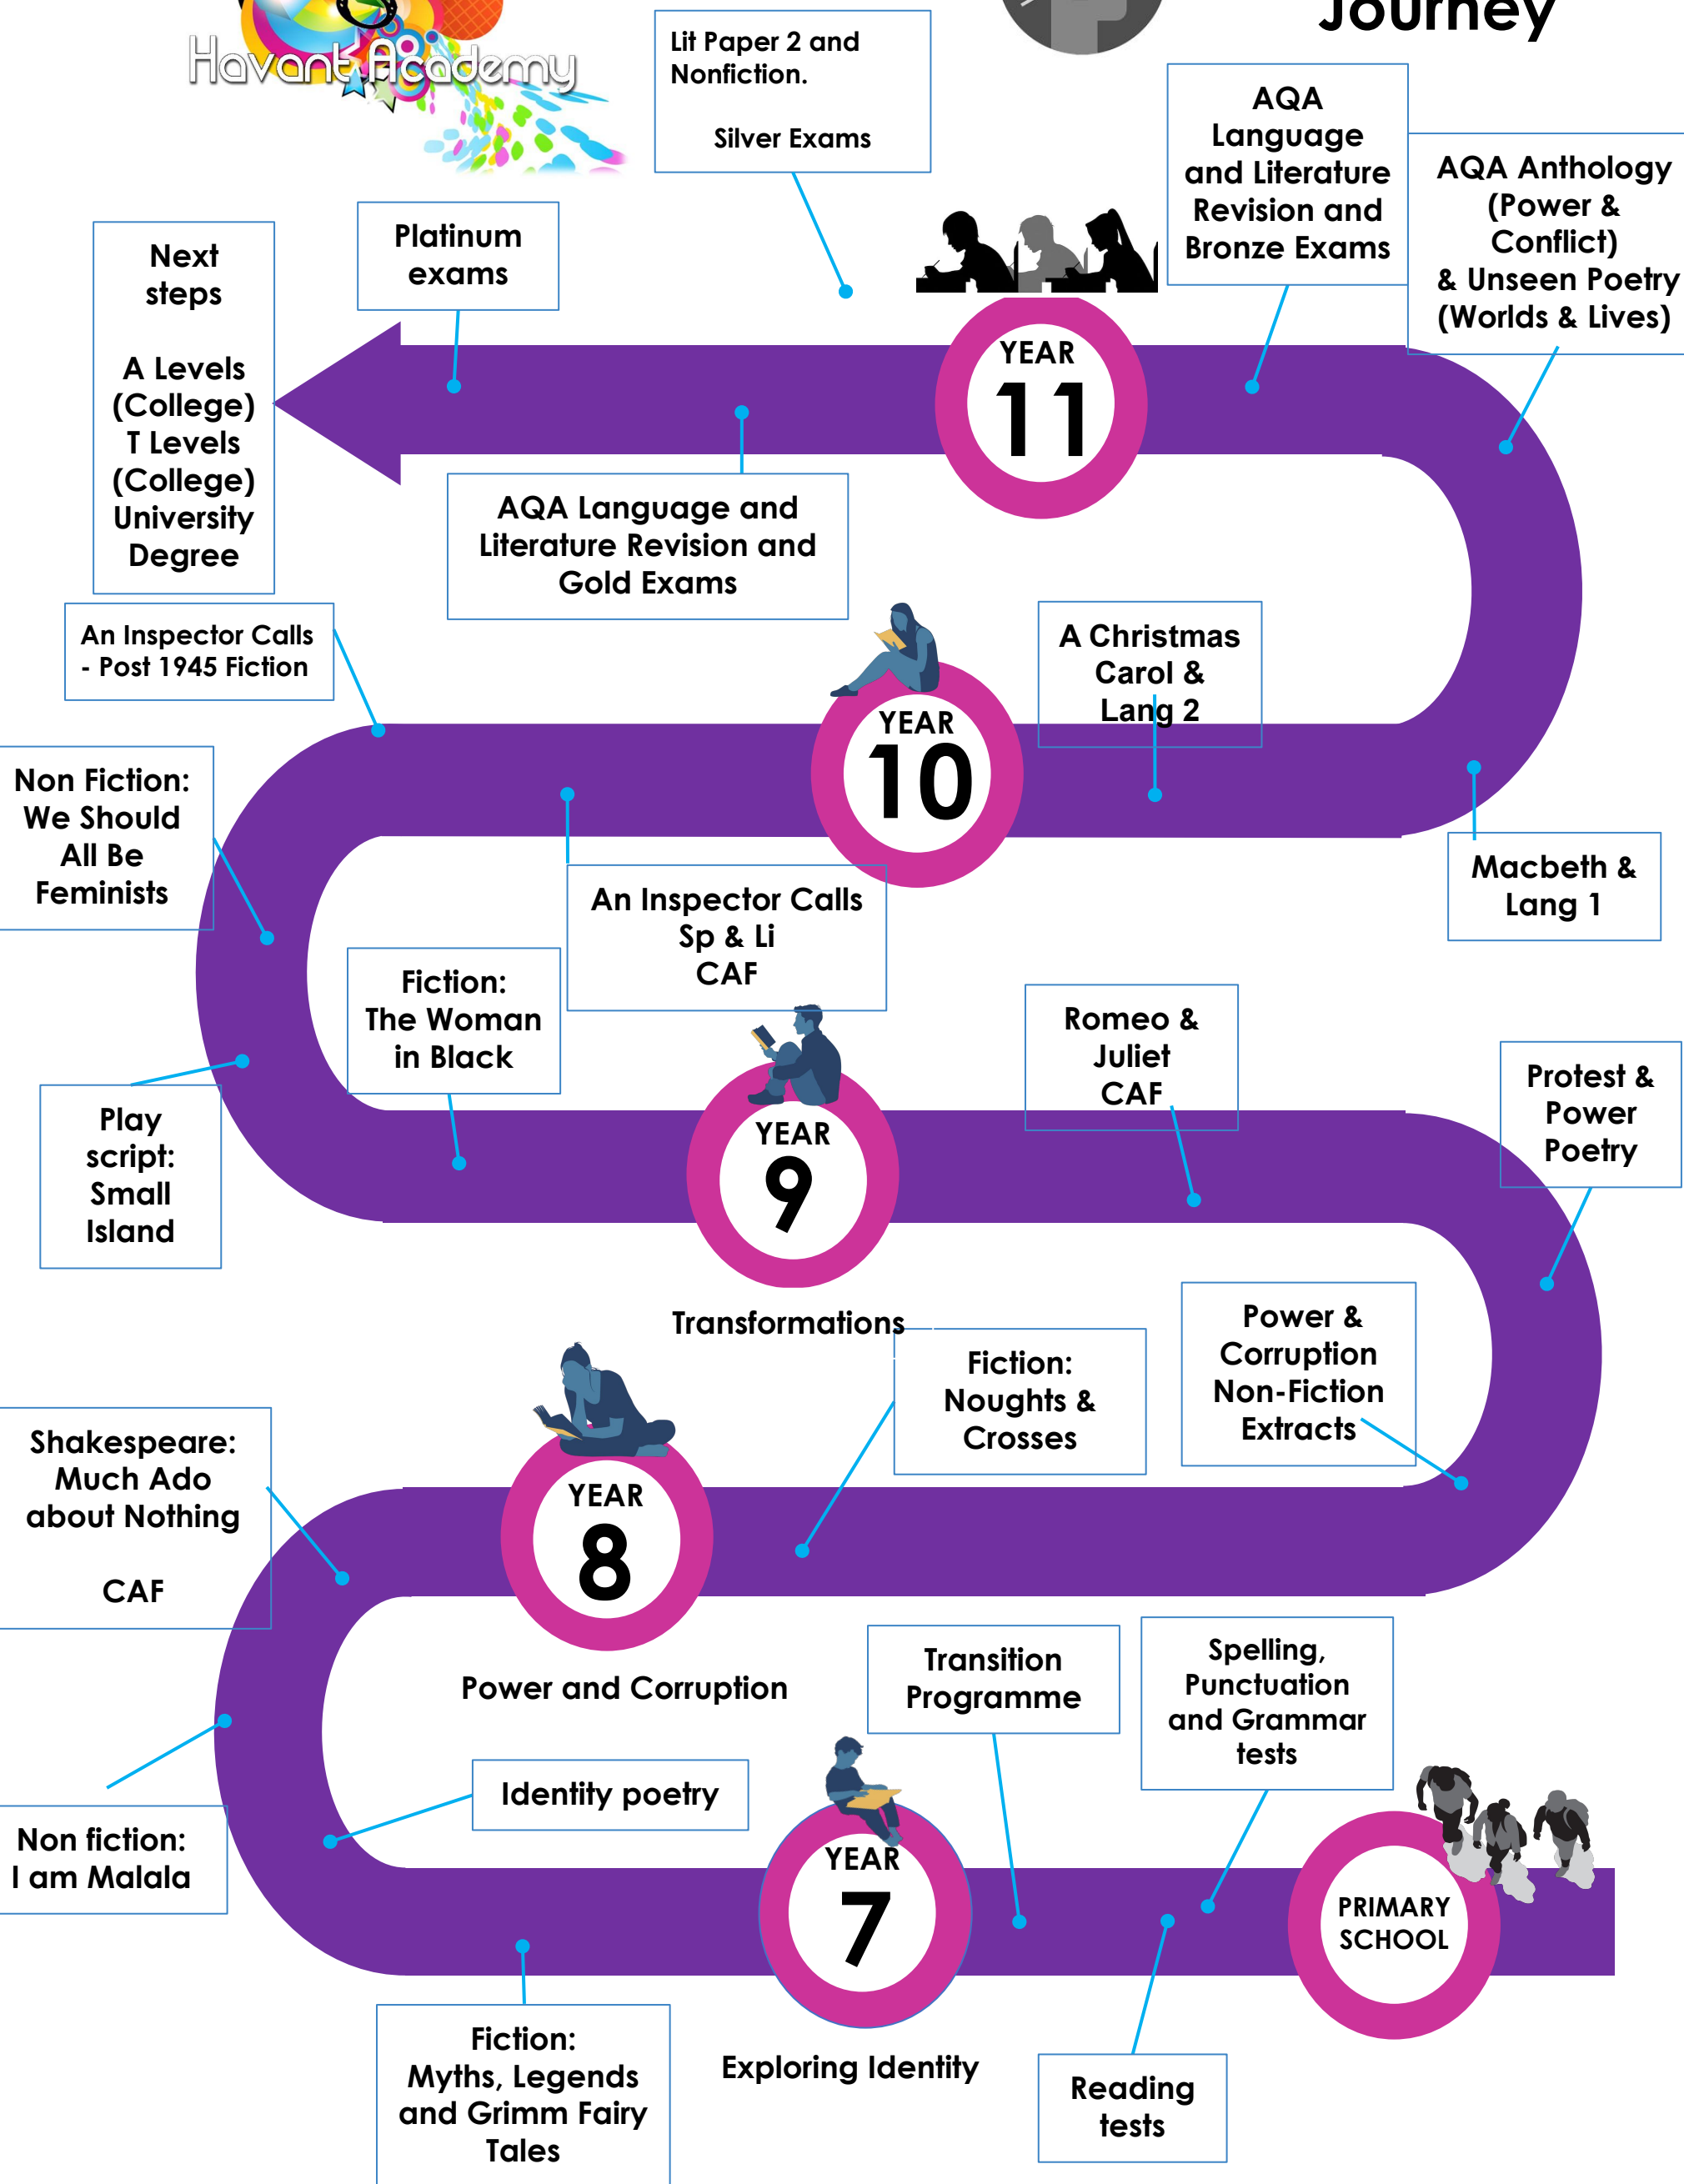 Journey
Havant Academy
Lit Paper 2 and
Nonfiction.
Silver Exams
AQA
Language
and Literature
Revision and
Bronze Exams
AQA Anthology
(Power &
Conflict)
& Unseen Poetry
(Worlds & Lives)
Platinum
exams
Next
steps
A Levels
(College)
T Levels
(College)
University
Degree
YEAR
11
AQA Language and
Literature Revision and
Gold Exams
An Inspector Calls
- Post 1945 Fiction
A Christmas
Carol &
Lang 2
YEAR
10
Non Fiction:
We Should
All Be
Feminists
Macbeth &
Lang 1
An Inspector Calls
Sp & Li
CAF
Fiction:
The Woman
in Black
Romeo &
Juliet
CAF
Protest &
Power
Poetry
Play
script:
Small
Island
YEAR
9
Transformations
Fiction:
Noughts &
Crosses
Power &
Corruption
Non-Fiction
Extracts
Shakespeare:
Much Ado
about Nothing
CAF
YEAR
8
Power and Corruption
Transition
Programme
Spelling,
Punctuation
and Grammar
tests
Identity poetry
Non fiction:
I am Malala
YEAR
7
PRIMARY
SCHOOL
Fiction:
Myths, Legends
and Grimm Fairy
Tales
Exploring Identity
Reading
tests